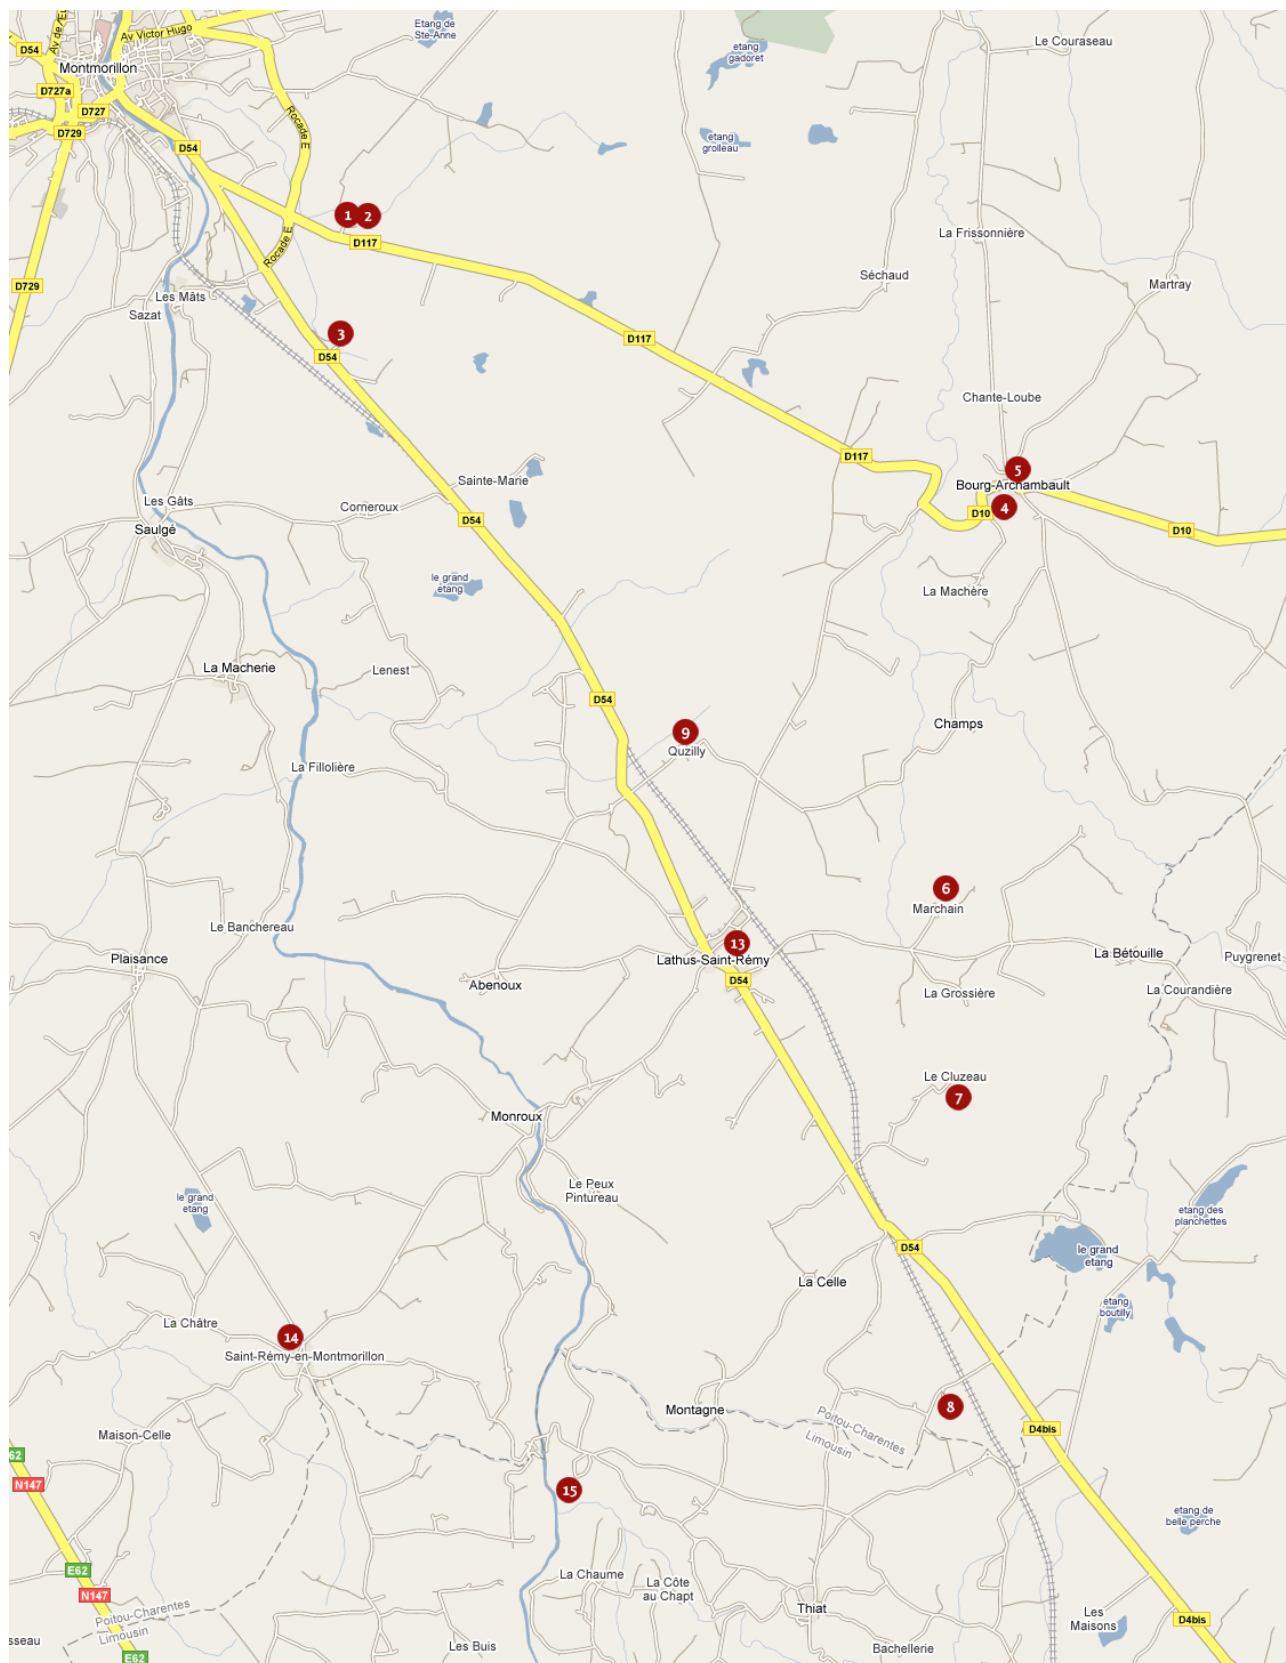 Av de l'Eu
Av Victor Hugo
Etang de
Ste-Anne
etang
gadoret
Le Couraseau
D54
Montmorillon
D727a
D727
D729
D54
Rocade E
etang
grolleau
1
2
D117
Rocade E
La Frissonnière
Séchaud
Martray
D729
Les Mâts
Sazat
3
D54
D117
Chante-Loube
D117
5
Bourg-Archambault
4
D10
D10
Sainte-Marie
Corneroux
D54
Les Gâts
Saulgé
le grand
etang
La Machère
La Macherie
Lenest
D54
Champs
9
Quzilly
La Fillolière
6
Marchain
Le Banchereau
13
Lathus-Saint-Rémy
D54
Plaisance
Abenoux
La Bétouille
Puygrenet
La Grossière
La Courandière
Le Cluzeau
7
Monroux
Le Peux
Pintureau
le grand
etang
etang des
planchettes
D54
le grand
etang
La Celle
etang
boutilly
La Châtre
14
Saint-Rémy-en-Montmorillon
8
Montagne
Poitou-Charentes
Limousin
D4bis
Maison-Celle
62
N147
15
etang de
belle perche
E62
N147
La Chaume
La Côte
au Chapt
Thiat
Les
Maisons
D4bis
Poitou-Charentes
Limousin
sseau
E62
Les Buis
Bachellerie